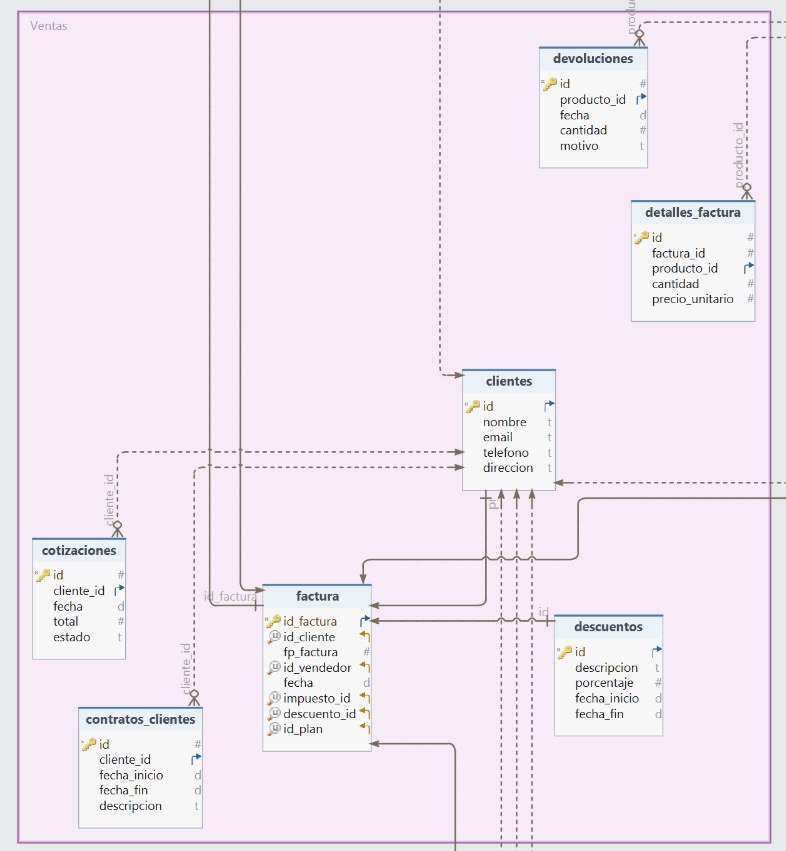 Ventas
producto_id
devoluciones
id #
producto_id
fecha d
cantidad #
motivo t
producto_id
detalles_factura
id #
factura_id #
producto_id
cantidad #
precio_unitario #
clientes
id
nombre t
email t
telefono t
direccion t
id
cliente_id
cotizaciones
id #
cliente_id
fecha d
total #
estado t
id_factura
factura
id_factura
id_cliente
fp_factura #
id_vendedor
fecha d
impuesto_id
descuento_id
id_plan
id
descuentos
id
descripcion t
porcentaje #
fecha_inicio d
fecha_fin d
cliente_id
contratos_clientes
id #
cliente_id
fecha_inicio d
fecha_fin d
descripcion t